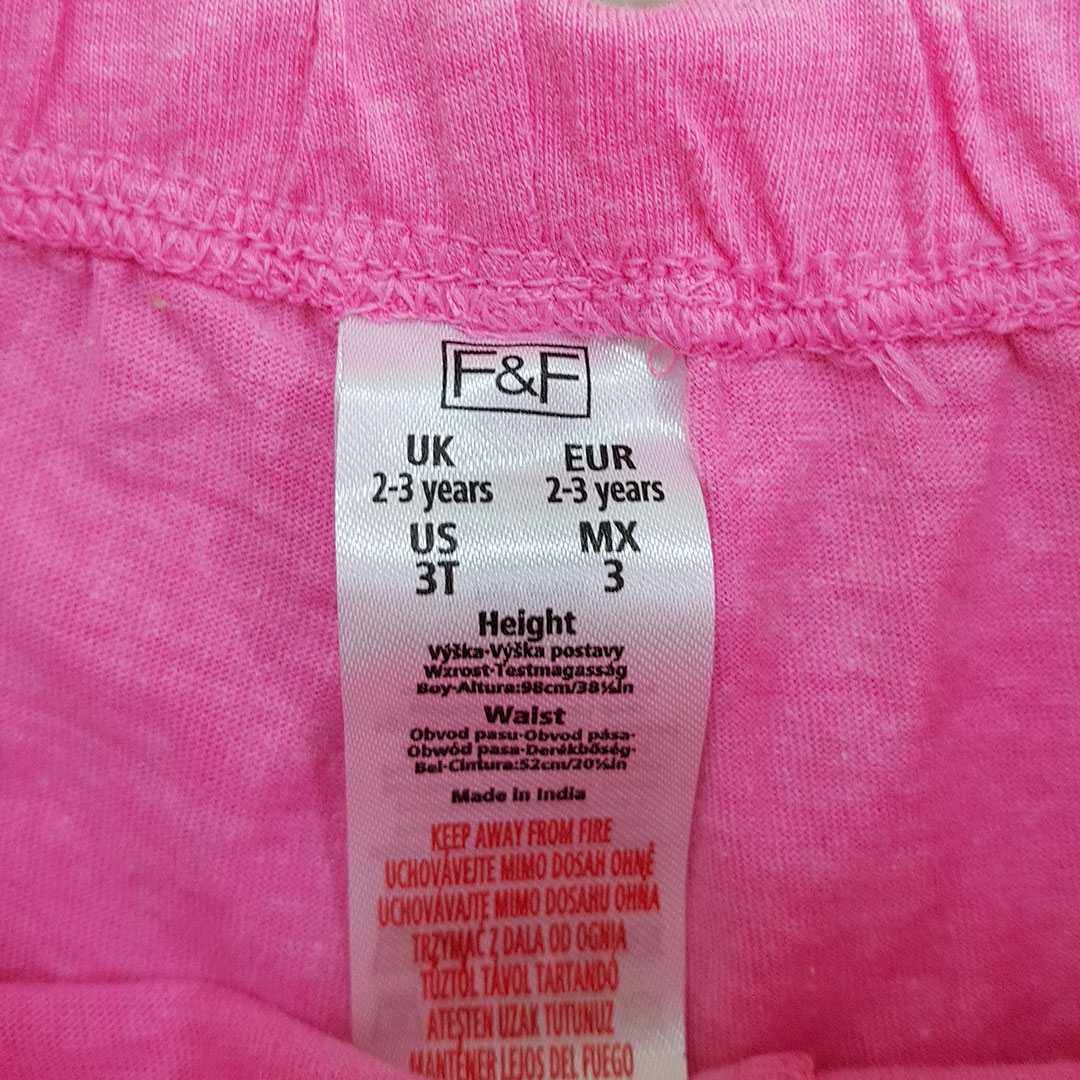 F&F
UK EUR
2-3 years 2-3 years
US MX
3T 3
Height
Výška-Výška postavy
Wzrost-Testmagasság
Boy-Altura:98cm/38½in
Waist
Obvod pasu-Obvod pása-
Obwód pasa-Derékbőség-
Bel-Cintura:52cm/20½in
Made in India
KEEP AWAY FROM FIRE
UCHOVÁVEJTE MIMO DOSAH OHNĚ
UCHOVÁVAJTE MIMO DOSAHU OHŇA
TRZYMAĆ Z DALA OD OGNIA
TŰZTŐL TÁVOL TARTANDÓ
ATEŞTEN UZAK TUTUNUZ
MANTENER LEJOS DEL FUEGO